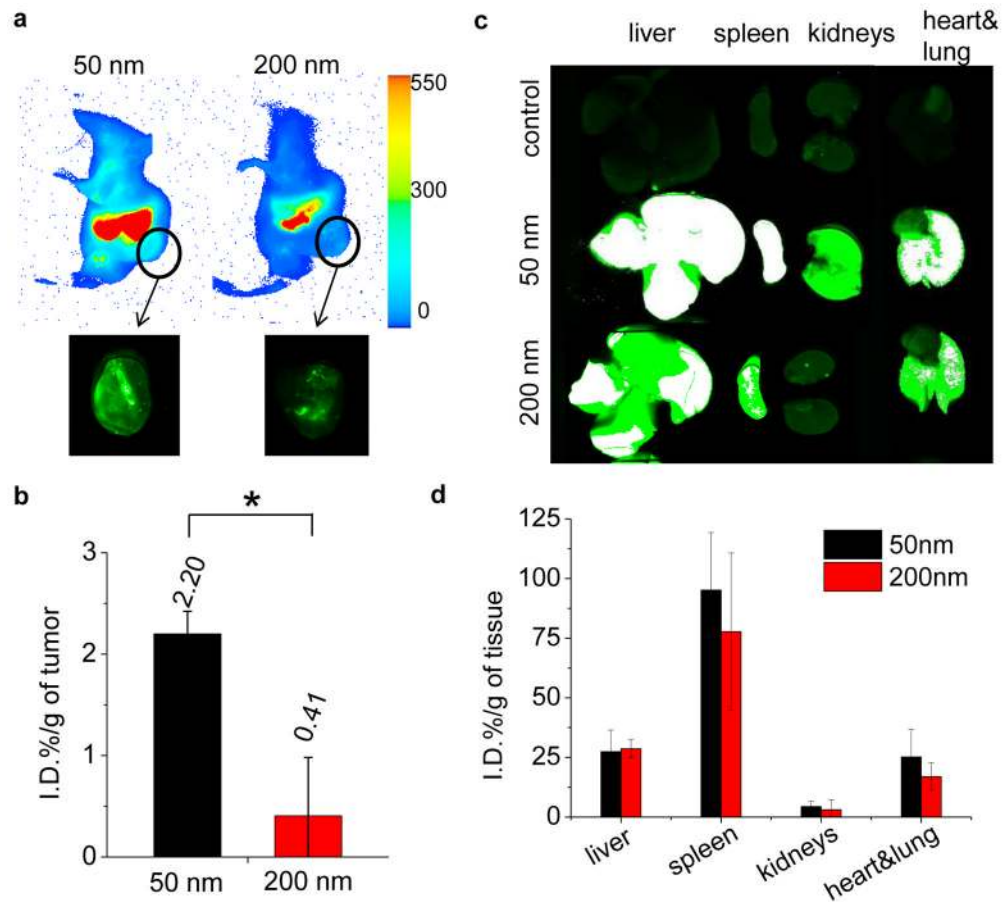 a
50 nm
200 nm
550
300
0
b
*
I.D.%/g of tumor
3
2
1
0
2.20
0.41
50 nm
200 nm
c
liver
spleen
kidneys
heart&
lung
control
50 nm
200 nm
d
I.D.%/g of tissue
125
100
75
50
25
0
50nm
200nm
liver
spleen
kidneys
heart&lung